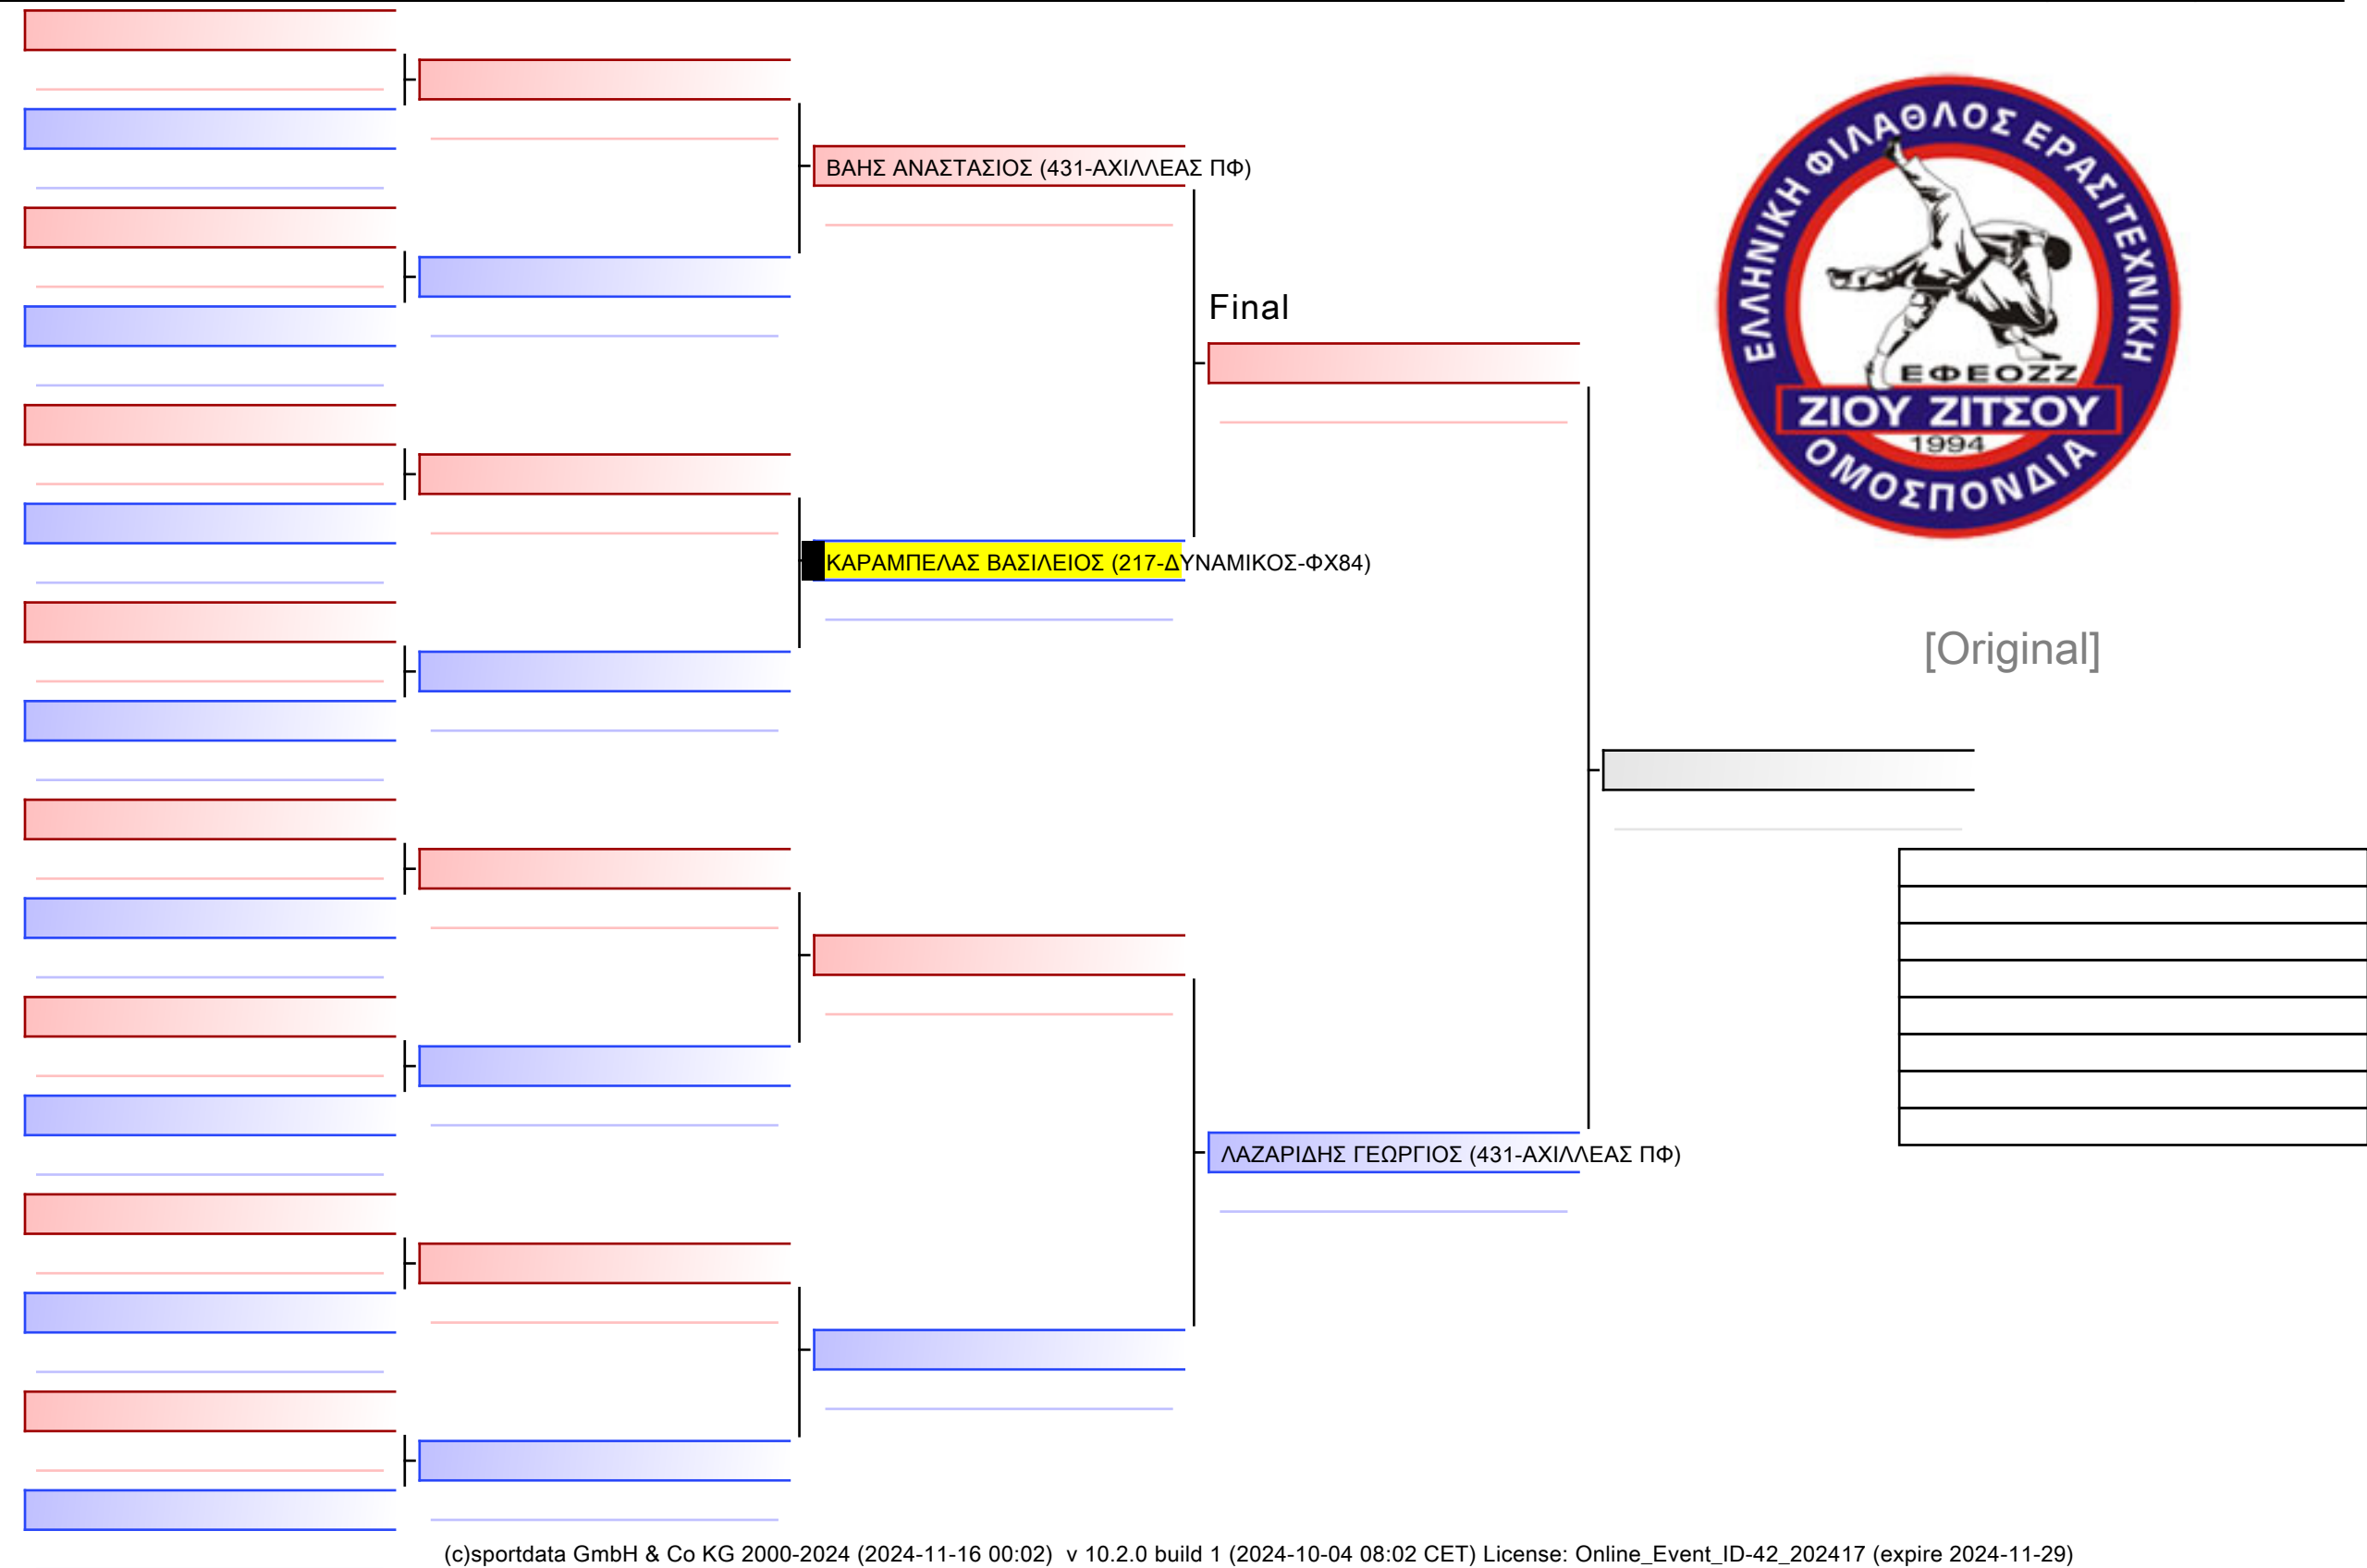 ΕΛΛΗΝΙΚΗ ΦΙΛΑΘΛΟΣ ΕΡΑΣΙΤΕΧΝΙΚΗ
ΒΑΗΣ ΑΝΑΣΤΑΣΙΟΣ (431-ΑΧΙΛΛΕΑΣ ΠΦ)
Final
ΕΦΕΟΖΖ
ΖΙΟΥ ΖΙΤΣΟΥ
1994
ΟΜΟΣΠΟΝΔΙΑ
ΚΑΡΑΜΠΕΛΑΣ ΒΑΣΙΛΕΙΟΣ (217-ΔΥΝΑΜΙΚΟΣ-ΦΧ84)
[Original]
ΛΑΖΑΡΙΔΗΣ ΓΕΩΡΓΙΟΣ (431-ΑΧΙΛΛΕΑΣ ΠΦ)
(c)sportdata GmbH & Co KG 2000-2024 (2024-11-16 00:02) v 10.2.0 build 1 (2024-10-04 08:02 CET) License: Online_Event_ID-42_202417 (expire 2024-11-29)